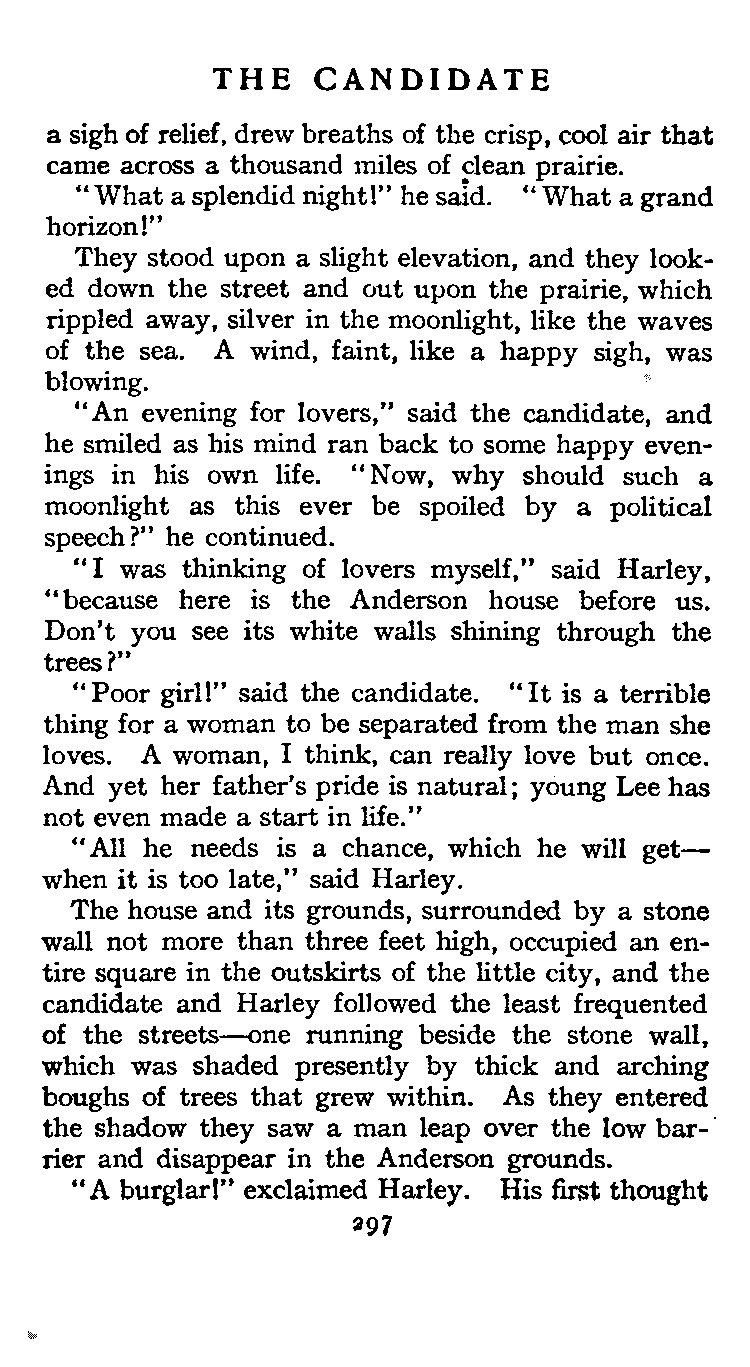 THE CANDIDATE
a sigh of relief, drew breaths of the crisp, cool air that
came across a thousand miles of clean prairie.
"What a splendid night!" he said. "What a grand
horizon!"
They stood upon a slight elevation, and they look-
ed down the street and out upon the prairie, which
rippled away, silver in the moonlight, like the waves
of the sea. A wind, faint, like a happy sigh, was
blowing.
"An evening for lovers," said the candidate, and
he smiled as his mind ran back to some happy even-
ings in his own life. "Now, why should such a
moonlight as this ever be spoiled by a political
speech?" he continued.
"I was thinking of lovers myself," said Harley,
"because here is the Anderson house before us.
Don't you see its white walls shining through the
trees?"
"Poor girl!" said the candidate. "It is a terrible
thing for a woman to be separated from the man she
loves. A woman, I think, can really love but once.
And yet her father's pride is natural; young Lee has
not even made a start in life."
"All he needs is a chance, which he will get—
when it is too late," said Harley.
The house and its grounds, surrounded by a stone
wall not more than three feet high, occupied an en-
tire square in the outskirts of the little city, and the
candidate and Harley followed the least frequented
of the streets—one running beside the stone wall,
which was shaded presently by thick and arching
boughs of trees that grew within. As they entered
the shadow they saw a man leap over the low bar-
rier and disappear in the Anderson grounds.
"A burglar!" exclaimed Harley. His first thought
297